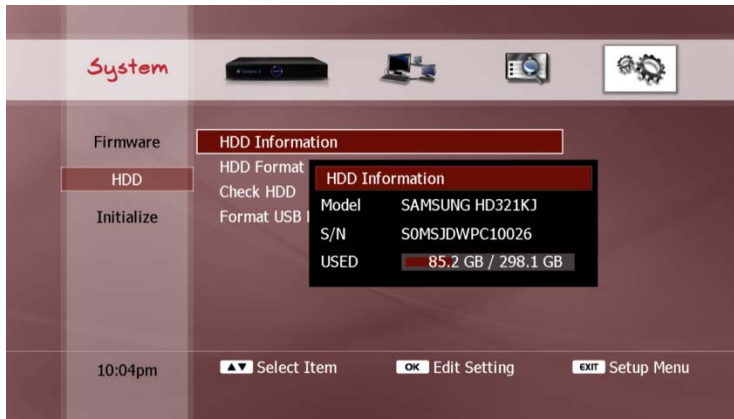 System
Firmware
HDD
Initialize
HDD Information
HDD Format
Check HDD
Format USB
HDD Information
Model SAMSUNG HD321KJ
S/N S0MSJDWPC10026
USED 85.2 GB / 298.1 GB
10:04pm
▲▼ Select Item
OK Edit Setting
EXIT Setup Menu